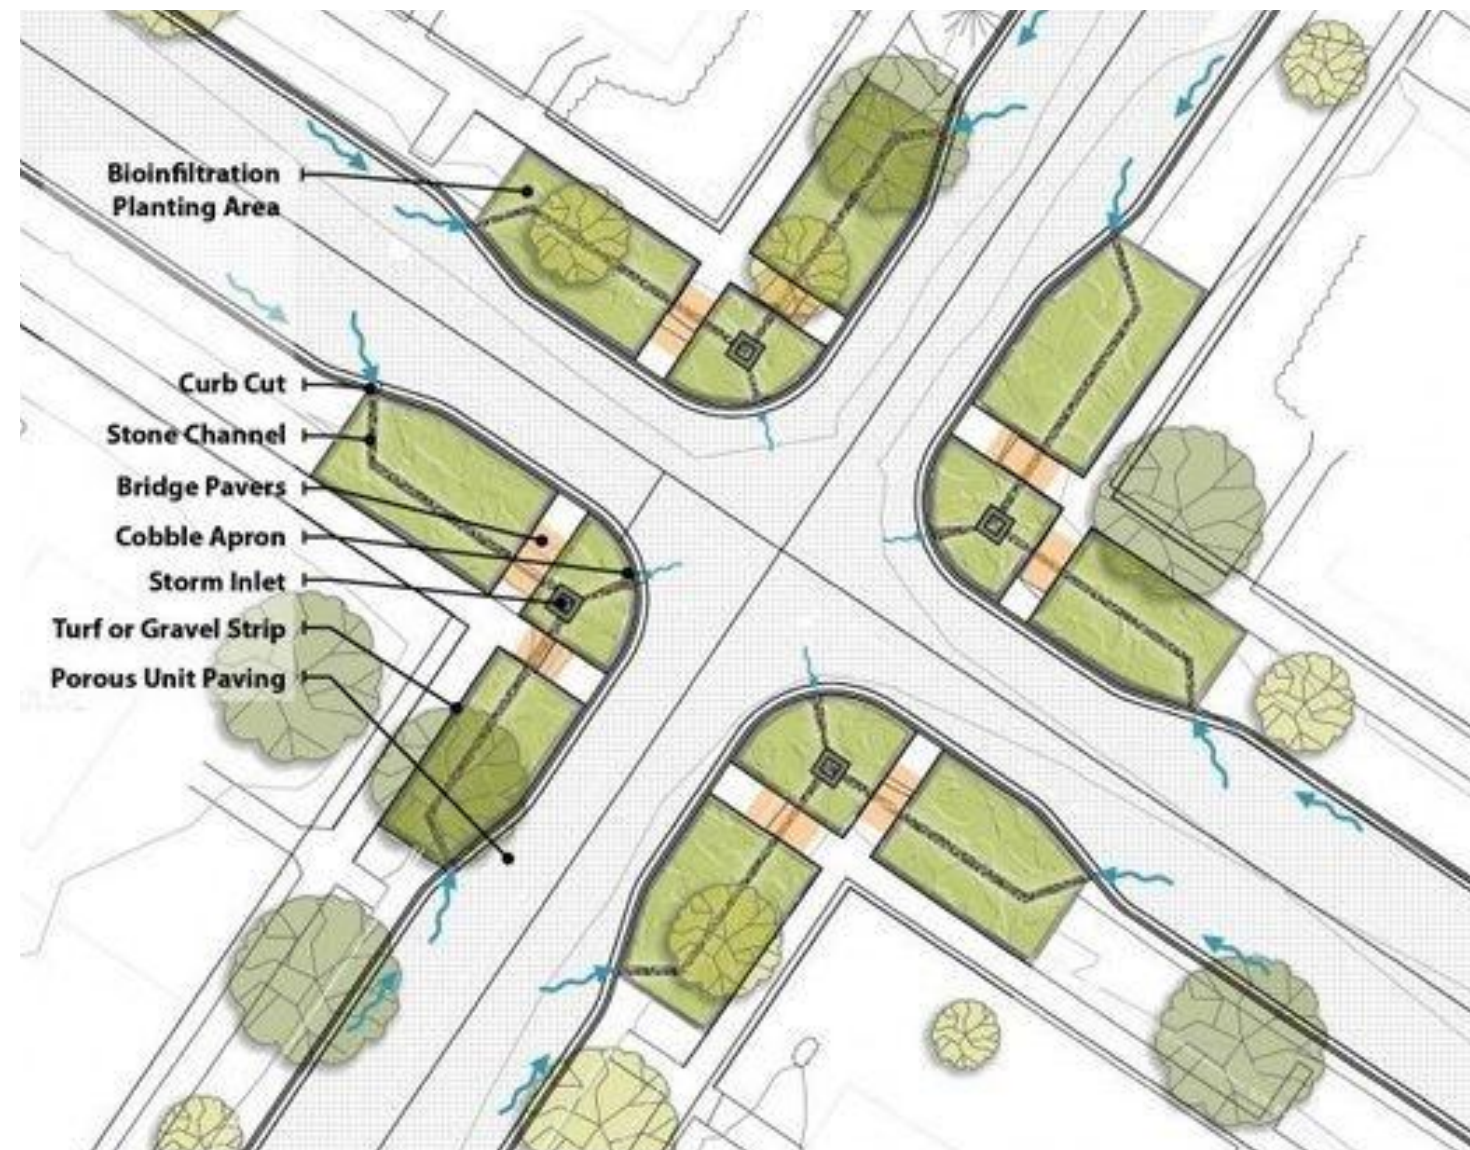 Bioinfiltration
Planting Area
Curb Cut
Stone Channel
Bridge Pavers
Cobble Apron
Storm Inlet
Turf or Gravel Strip
Porous Unit Paving